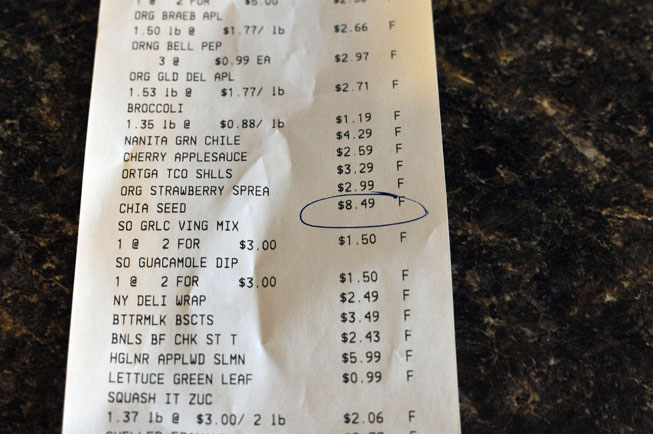 1 @ 2 FOR $5.00
ORG BRAEB APL
1.50 lb @ $1.77/ lb $2.66 F
ORNG BELL PEP
3 @ $0.99 EA $2.97 F
ORG GLD DEL APL
1.53 lb @ $1.77/ lb $2.71 F
BROCCOLI
1.35 lb @ $0.88/ lb $1.19 F
NANITA GRN CHILE $4.29 F
CHERRY APPLESAUCE $2.59 F
ORTGA TCO SHLLS $3.29 F
ORG STRAWBERRY SPREA $2.99 F
CHIA SEED $8.49 F
SO GRLC VING MIX
1 @ 2 FOR $3.00 $1.50 F
SO GUACAMOLE DIP
1 @ 2 FOR $3.00 $1.50 F
NY DELI WRAP $2.49 F
BTTRMLK BSCTS $3.49 F
BNLS BF CHK ST T $2.43 F
HGLNR APPLWD SLMN $5.99 F
LETTUCE GREEN LEAF $0.99 F
SQUASH IT ZUC
1.37 lb @ $3.00/ 2 lb $2.06 F